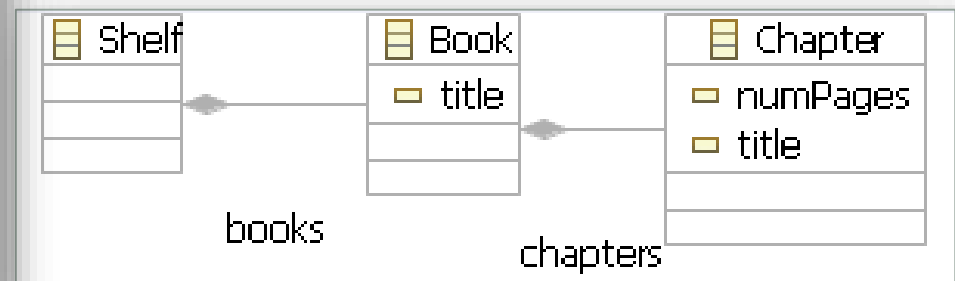 Shelf
Book
Chapter
title
numPages
title
books
chapters